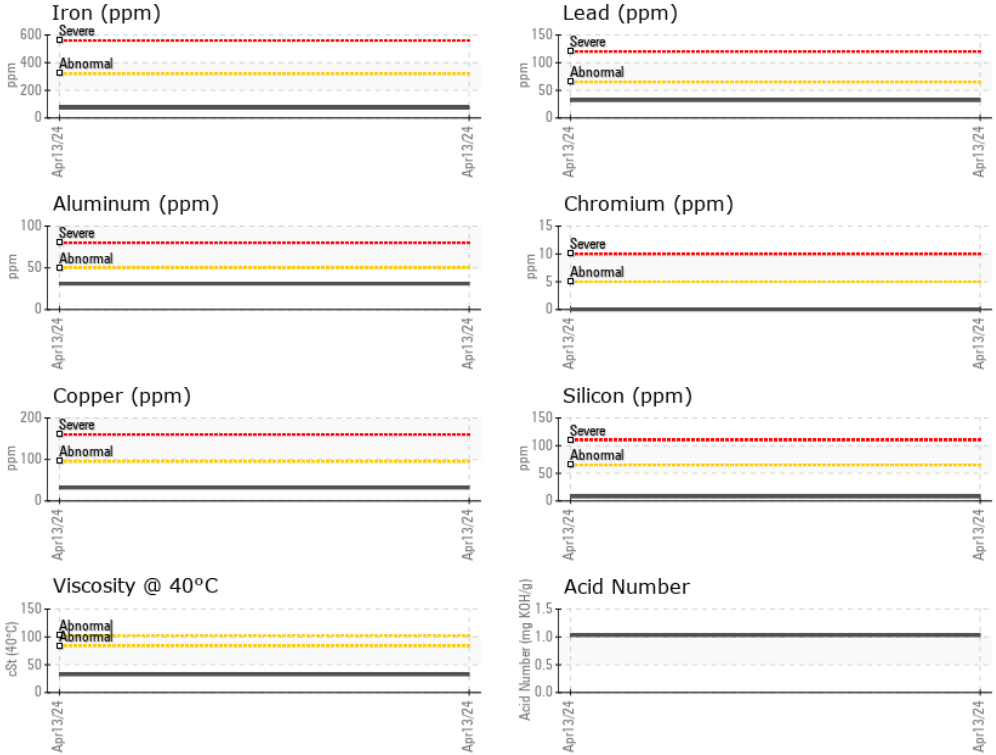 Iron (ppm)
600
400
200
0
ppm
Severe
Abnormal
Apr13/24
Apr13/24
Lead (ppm)
150
100
50
0
ppm
Severe
Abnormal
Apr13/24
Apr13/24
Aluminum (ppm)
100
50
0
ppm
Severe
Abnormal
Apr13/24
Apr13/24
Chromium (ppm)
15
10
5
0
ppm
Severe
Abnormal
Apr13/24
Apr13/24
Copper (ppm)
200
100
0
ppm
Severe
Abnormal
Apr13/24
Apr13/24
Silicon (ppm)
150
100
50
0
ppm
Severe
Abnormal
Apr13/24
Apr13/24
Viscosity @ 40°C
150
100
50
0
cSt (40°C)
Abnormal
Abnormal
Apr13/24
Apr13/24
Acid Number
1.5
1.0
0.5
0.0
Acid Number (mg KOH/g)
Apr13/24
Apr13/24